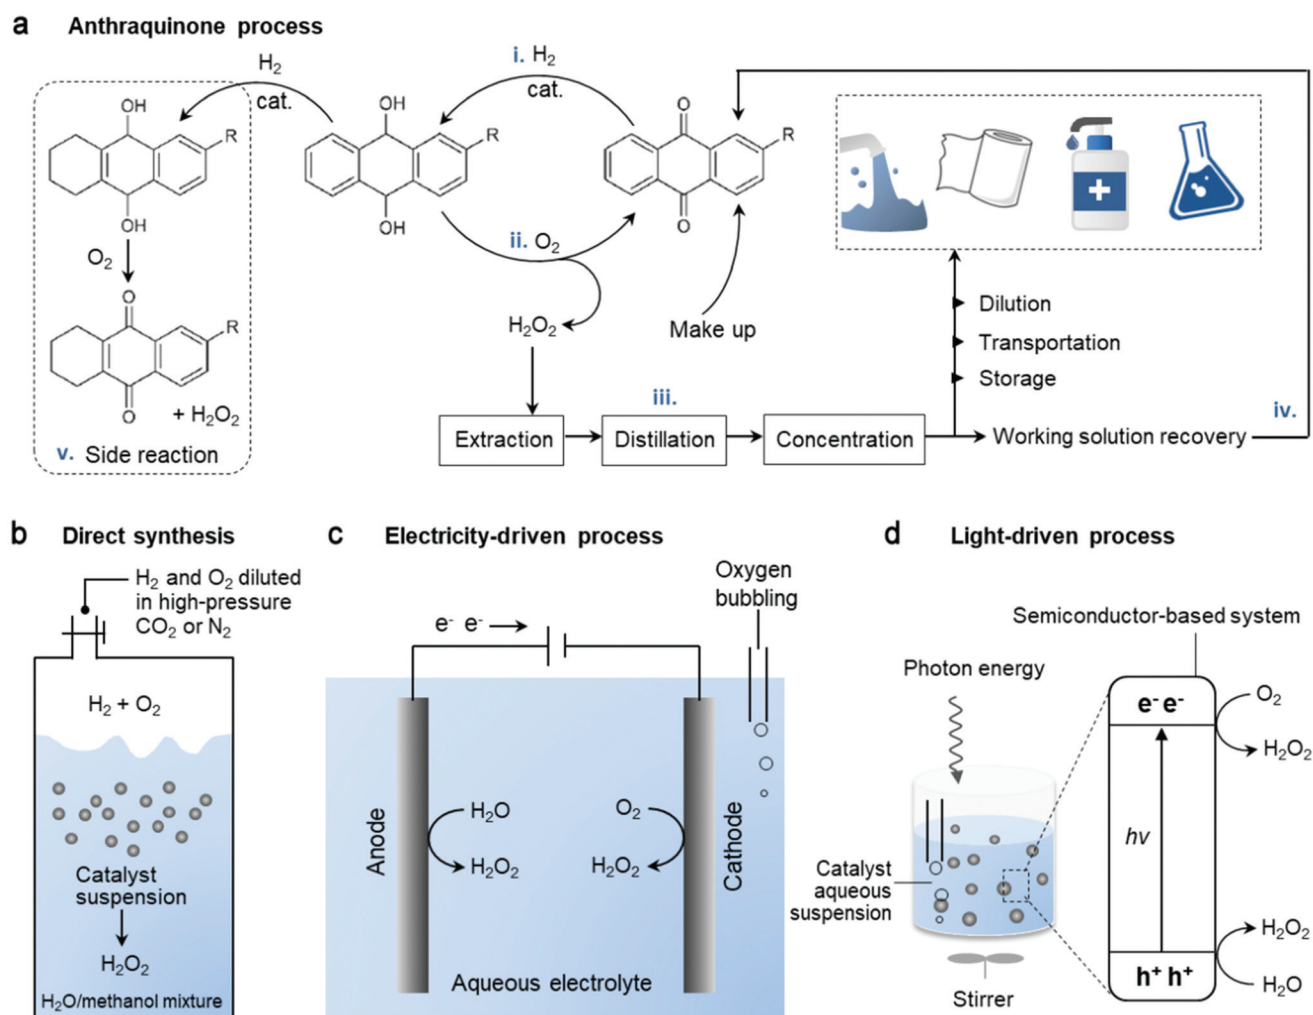 a Anthraquinone process
H₂
cat.
i. H₂
cat.
OH
R
OH
OH
R
OH
O
R
O
O₂
ii. O₂
O
R
O
+ H₂O₂
v. Side reaction
H₂O₂
Make up
Dilution
Transportation
Storage
iii.
iv.
Extraction
Distillation
Concentration
Working solution recovery
b Direct synthesis
H₂ and O₂ diluted
in high-pressure
CO₂ or N₂
H₂ + O₂
Catalyst
suspension
H₂O₂
H₂O/methanol mixture
c Electricity-driven process
Oxygen
bubbling
e⁻ e⁻
Anode
H₂O
H₂O₂
O₂
H₂O₂
Cathode
Aqueous electrolyte
d Light-driven process
Semiconductor-based system
Photon energy
e⁻ e⁻
O₂
H₂O₂
hv
Catalyst
aqueous
suspension
H₂O₂
h⁺ h⁺
H₂O
Stirrer